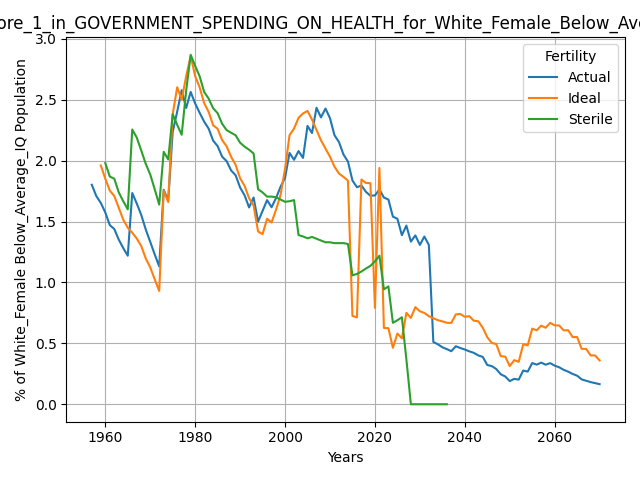 ore_1_in_GOVERNMENT_SPENDING_ON_HEALTH_for_White_Female_Below_Ave
% of White_Female Below_Average_IQ Population
3.0
2.5
2.0
1.5
1.0
0.5
0.0
Fertility
Actual
Ideal
Sterile
1960 1980 2000 2020 2040 2060
Years